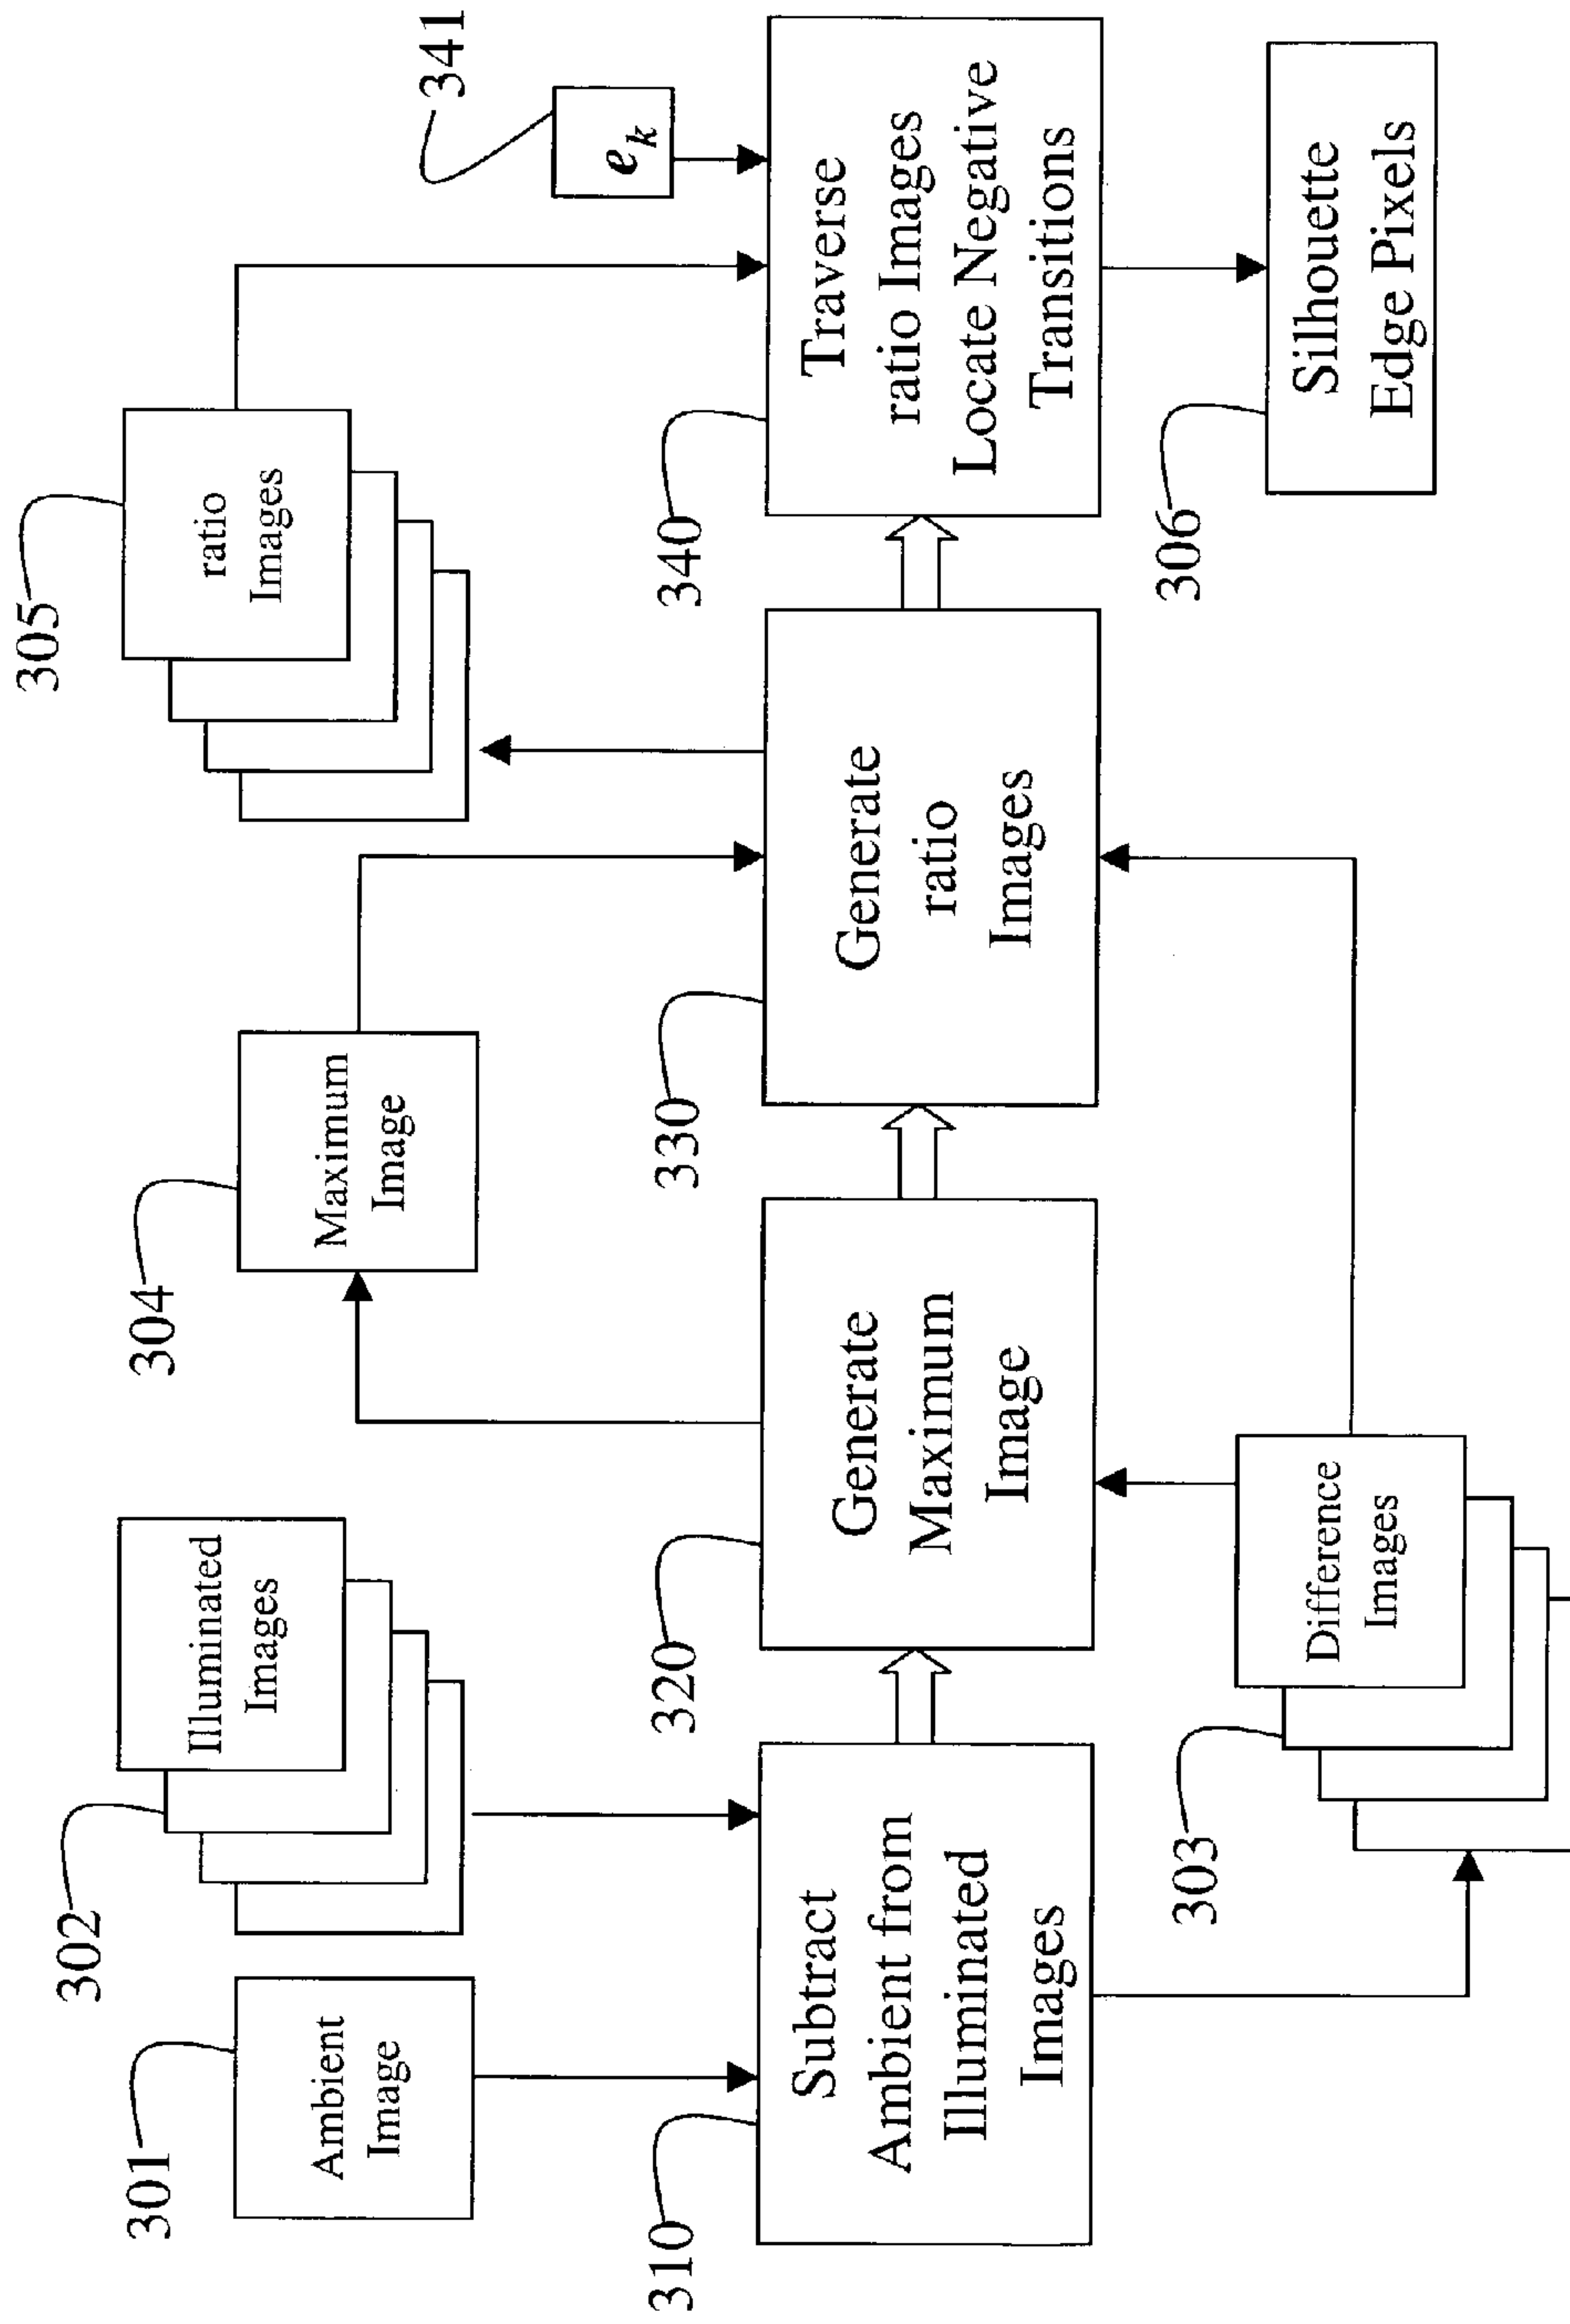 301
Ambient
Image
302
Illuminated
Images
304
Maximum
Image
305
ratio
Images
341
e_k
310
Subtract
Ambient from
Illuminated
Images
320
Generate
Maximum
Image
330
Generate
ratio
Images
340
Traverse
ratio Images
Locate Negative
Transitions
303
Difference
Images
306
Silhouette
Edge Pixels